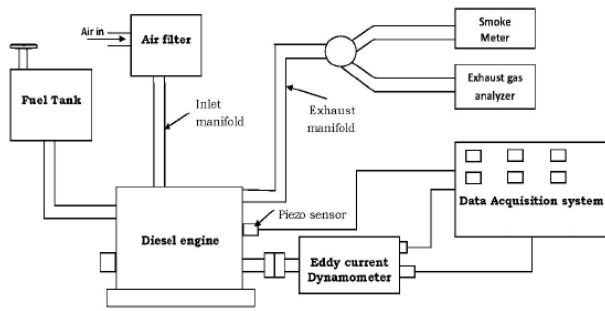 Air in
Air filter
Smoke
Meter
Fuel Tank
Exhaust gas
analyzer
Inlet
manifold
Exhaust
manifold
Piezo sensor
Data Acquisition system
Diesel engine
Eddy current
Dynamometer